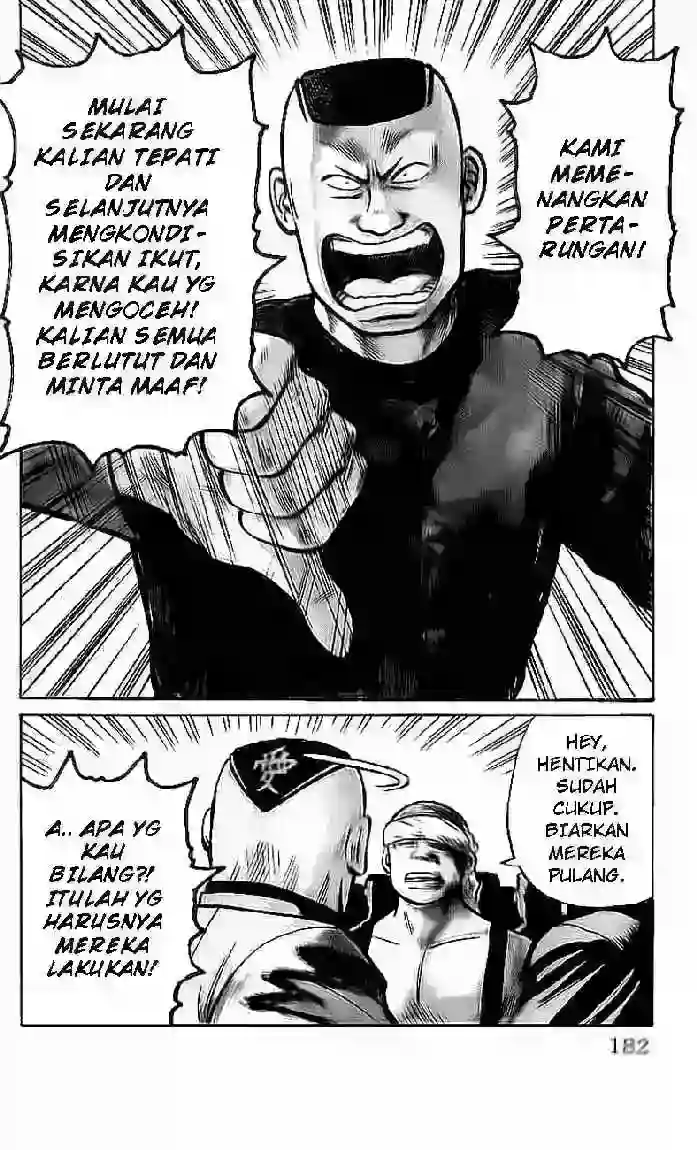 KAMI
MEME-
NANGKAN
PERTA-
RUNGAN!
MULAI
SEKARANG
KALIAN TEPATI
DAN
SELANJUTNYA
MENGKONDI-
SIKAN IKUT,
KARNA KAU YG
MENGOCEH!
KALIAN SEMUA
BERLUTUT DAN
MINTA MAAF!
HEY,
HENTIKAN.
SUDAH
CUKUP.
BIARKAN
MEREKA
PULANG.
A.. APA YG
KAU
BILANG?!
ITULAH YG
HARUSNYA
MEREKA
LAKUKAN!
愛
182